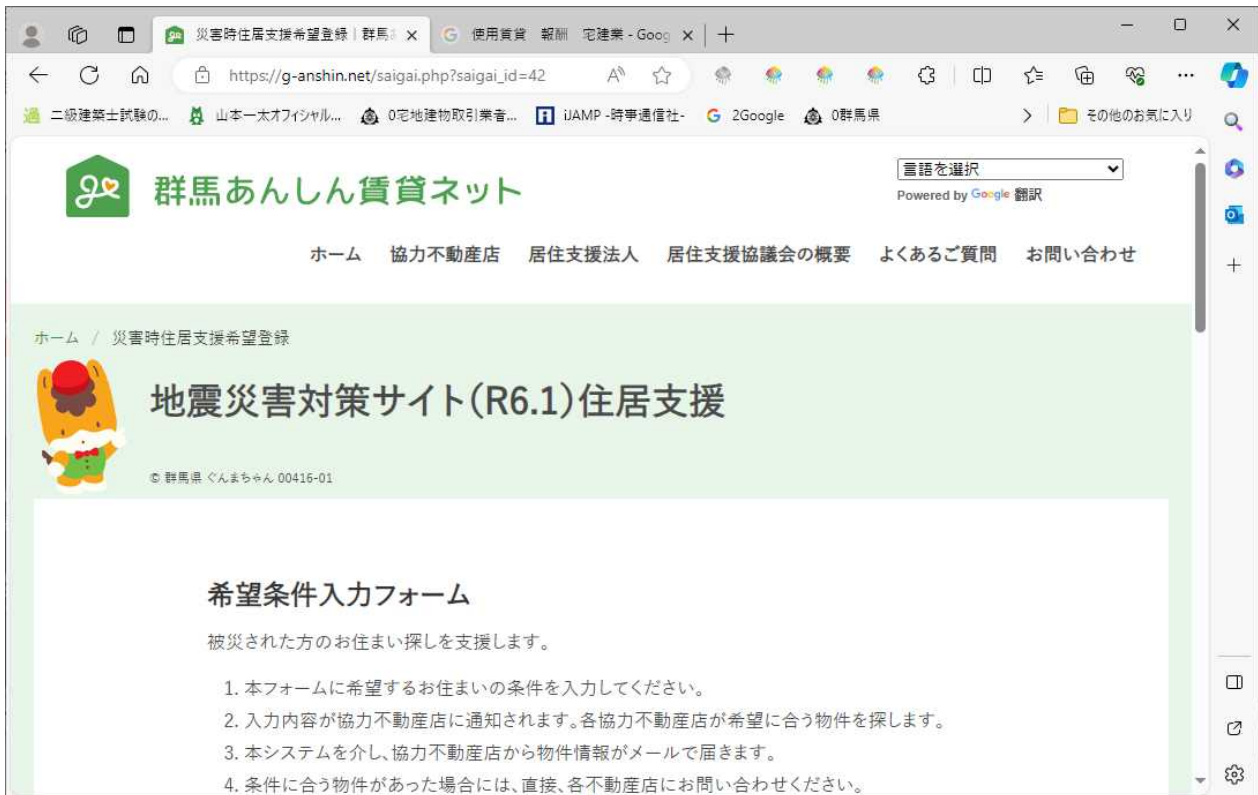 災害時住居支援希望登録 | 群馬
使用賃貸 報酬 宅建業 - Goog
https://g-anshin.net/saigai.php?saigai_id=42
二級建築士試験の...
山本一太オフィシャル...
0宅地建物取引業者...
iJAMP -時事通信社-
2Google
0群馬県
その他のお気に入り
群馬あんしん賃貸ネット
言語を選択
Powered by Google 翻訳
ホーム 協力不動産店 居住支援法人 居住支援協議会の概要 よくあるご質問 お問い合わせ
ホーム / 災害時住居支援希望登録
地震災害対策サイト(R6.1)住居支援
© 群馬県 ぐんまちゃん 00416-01
希望条件入力フォーム
被災された方のお住まい探しを支援します。
1. 本フォームに希望するお住まいの条件を入力してください。
2. 入力内容が協力不動産店に通知されます。各協力不動産店が希望に合う物件を探します。
3. 本システムを介し、協力不動産店から物件情報がメールで届きます。
4. 条件に合う物件があった場合には、直接、各不動産店にお問い合わせください。